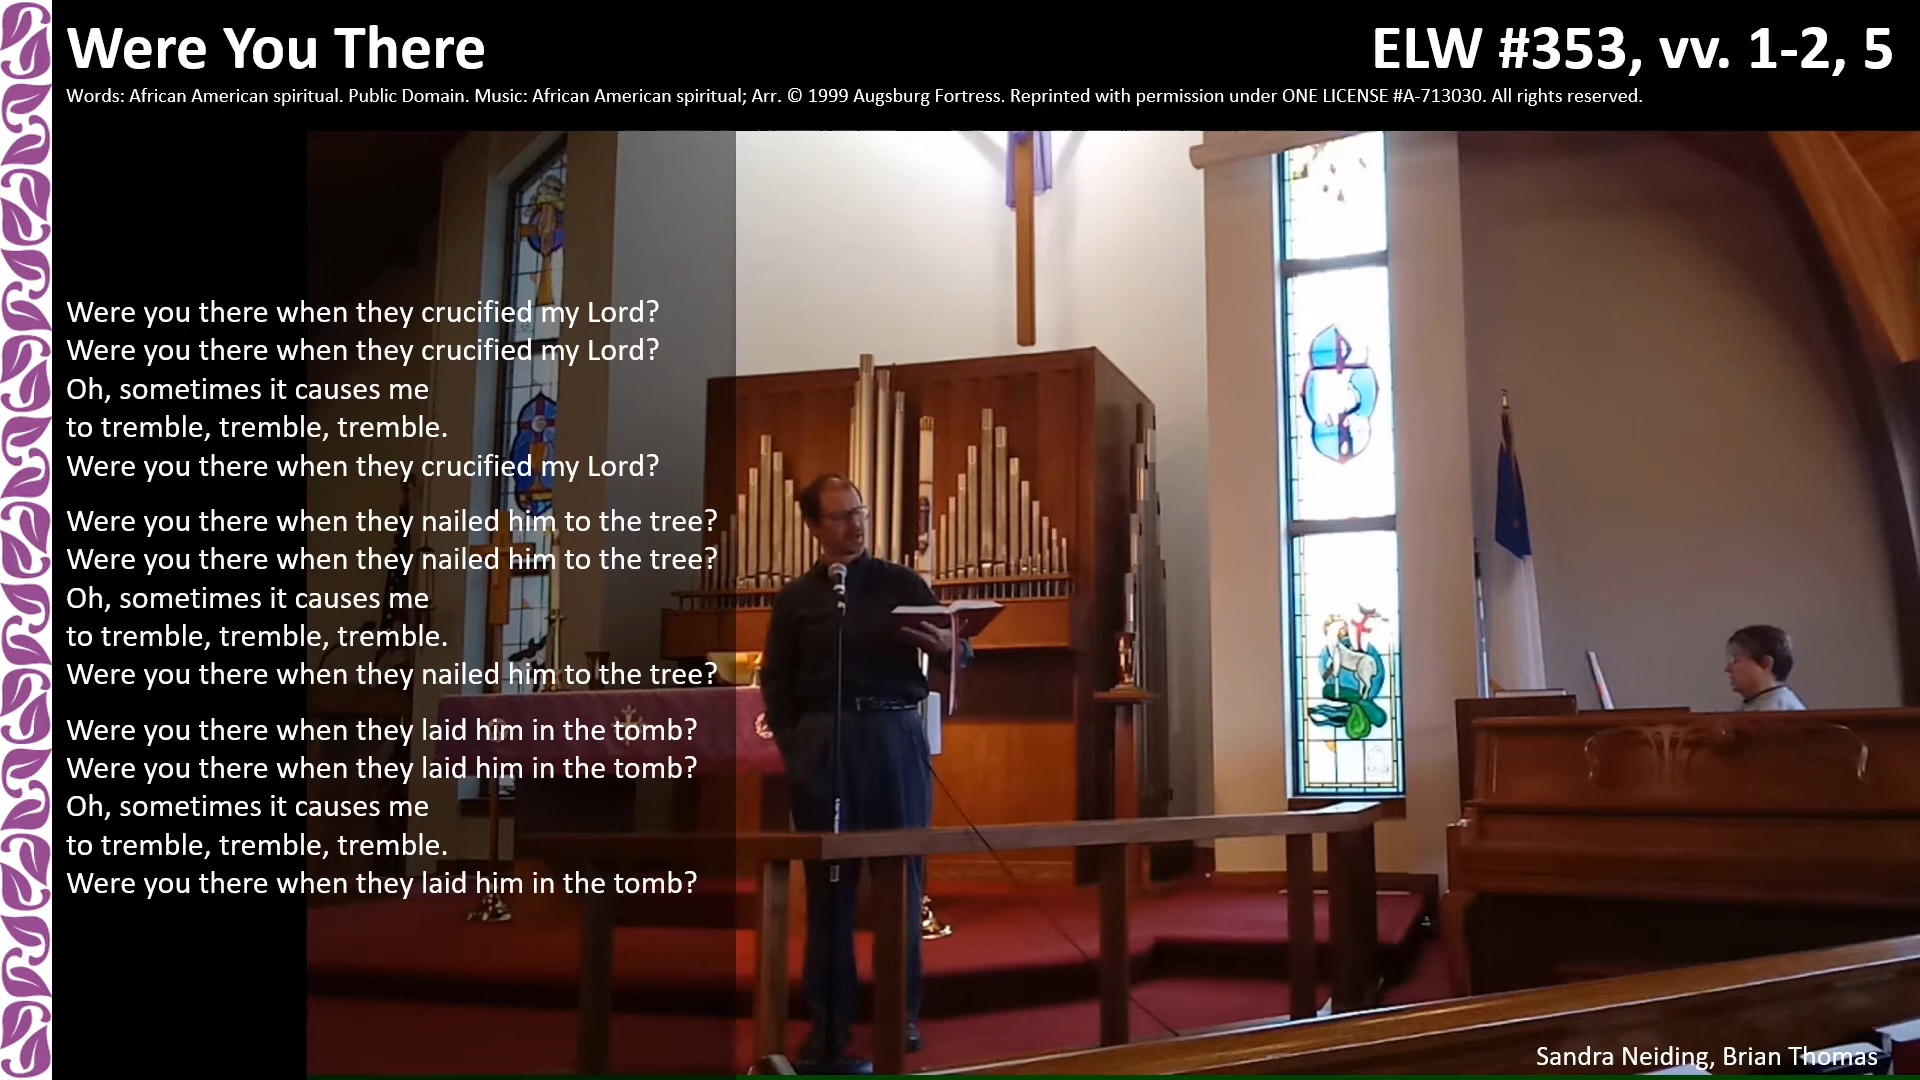 Were You There
ELW #353, vv. 1-2, 5
Words: African American spiritual. Public Domain. Music: African American spiritual; Arr. © 1999 Augsburg Fortress. Reprinted with permission under ONE LICENSE #A-713030. All rights reserved.
Were you there when they crucified my Lord?
Were you there when they crucified my Lord?
Oh, sometimes it causes me
to tremble, tremble, tremble.
Were you there when they crucified my Lord?
Were you there when they nailed him to the tree?
Were you there when they nailed him to the tree?
Oh, sometimes it causes me
to tremble, tremble, tremble.
Were you there when they nailed him to the tree?
Were you there when they laid him in the tomb?
Were you there when they laid him in the tomb?
Oh, sometimes it causes me
to tremble, tremble, tremble.
Were you there when they laid him in the tomb?
Sandra Neiding, Brian Thomas